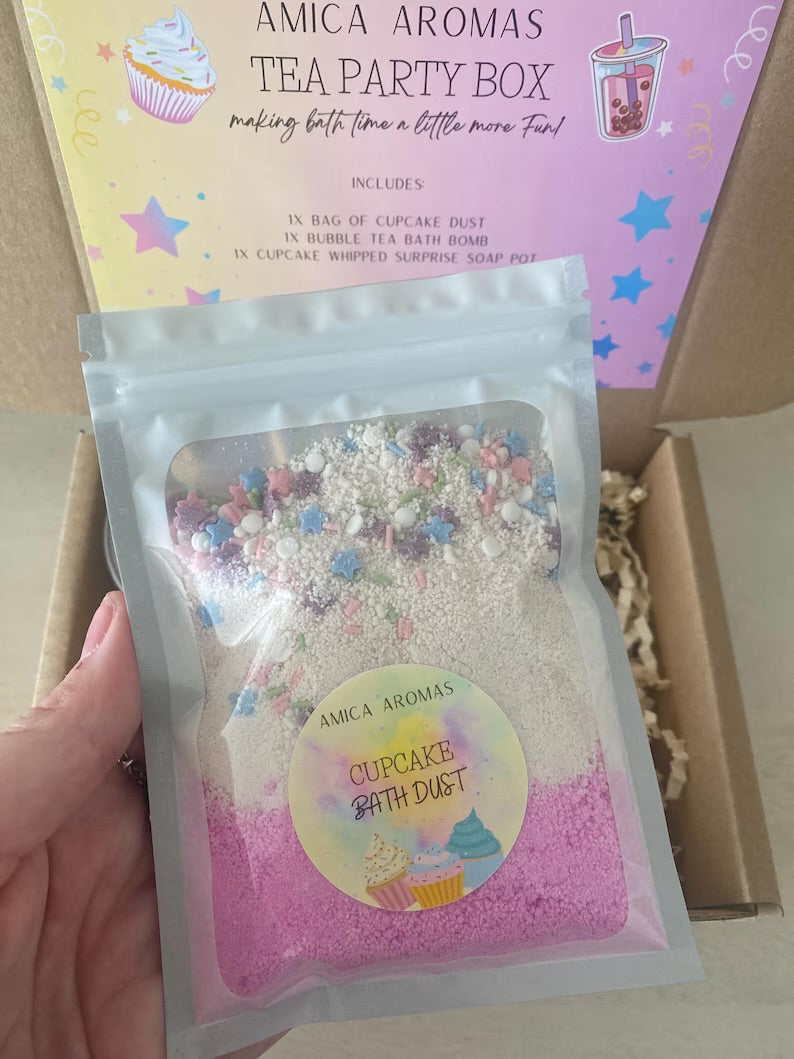 AMICA AROMAS
TEA PARTY BOX
making bath time a little more Fun!
INCLUDES:
1X BAG OF CUPCAKE DUST
1X BUBBLE TEA BATH BOMB
1X CUPCAKE WHIPPED SURPRISE SOAP POT
AMICA AROMAS
CUPCAKE
BATH DUST